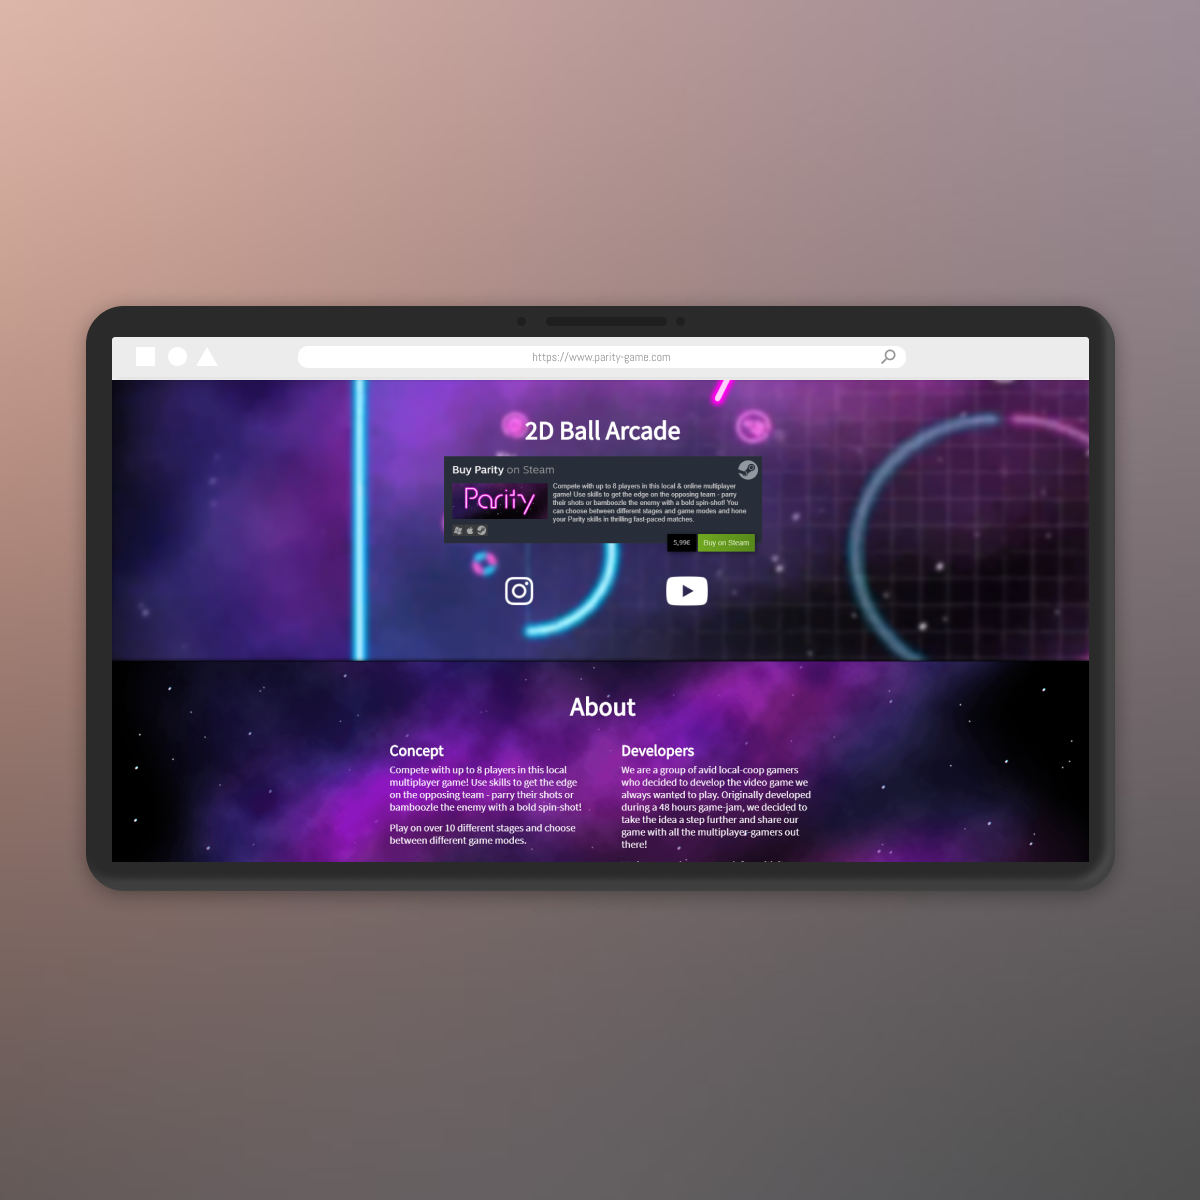 https://www.parity-game.com
2D Ball Arcade
Buy Parity on Steam
Parity
Compete with up to 8 players in this local & online multiplayer
game! Use skills to get the edge on the opposing team - parry
their shots or bamboozle the enemy with a bold spin-shot! You
can choose between different stages and game modes and hone
your Parity skills in thrilling fast-paced matches.
5,99€ Buy on Steam
About
Concept
Compete with up to 8 players in this local
multiplayer game! Use skills to get the edge
on the opposing team - parry their shots or
bamboozle the enemy with a bold spin-shot!
Play on over 10 different stages and choose
between different game modes.
Developers
We are a group of avid local-coop gamers
who decided to develop the video game we
always wanted to play. Originally developed
during a 48 hours game-jam, we decided to
take the idea a step further and share our
game with all the multiplayer-gamers out
there!